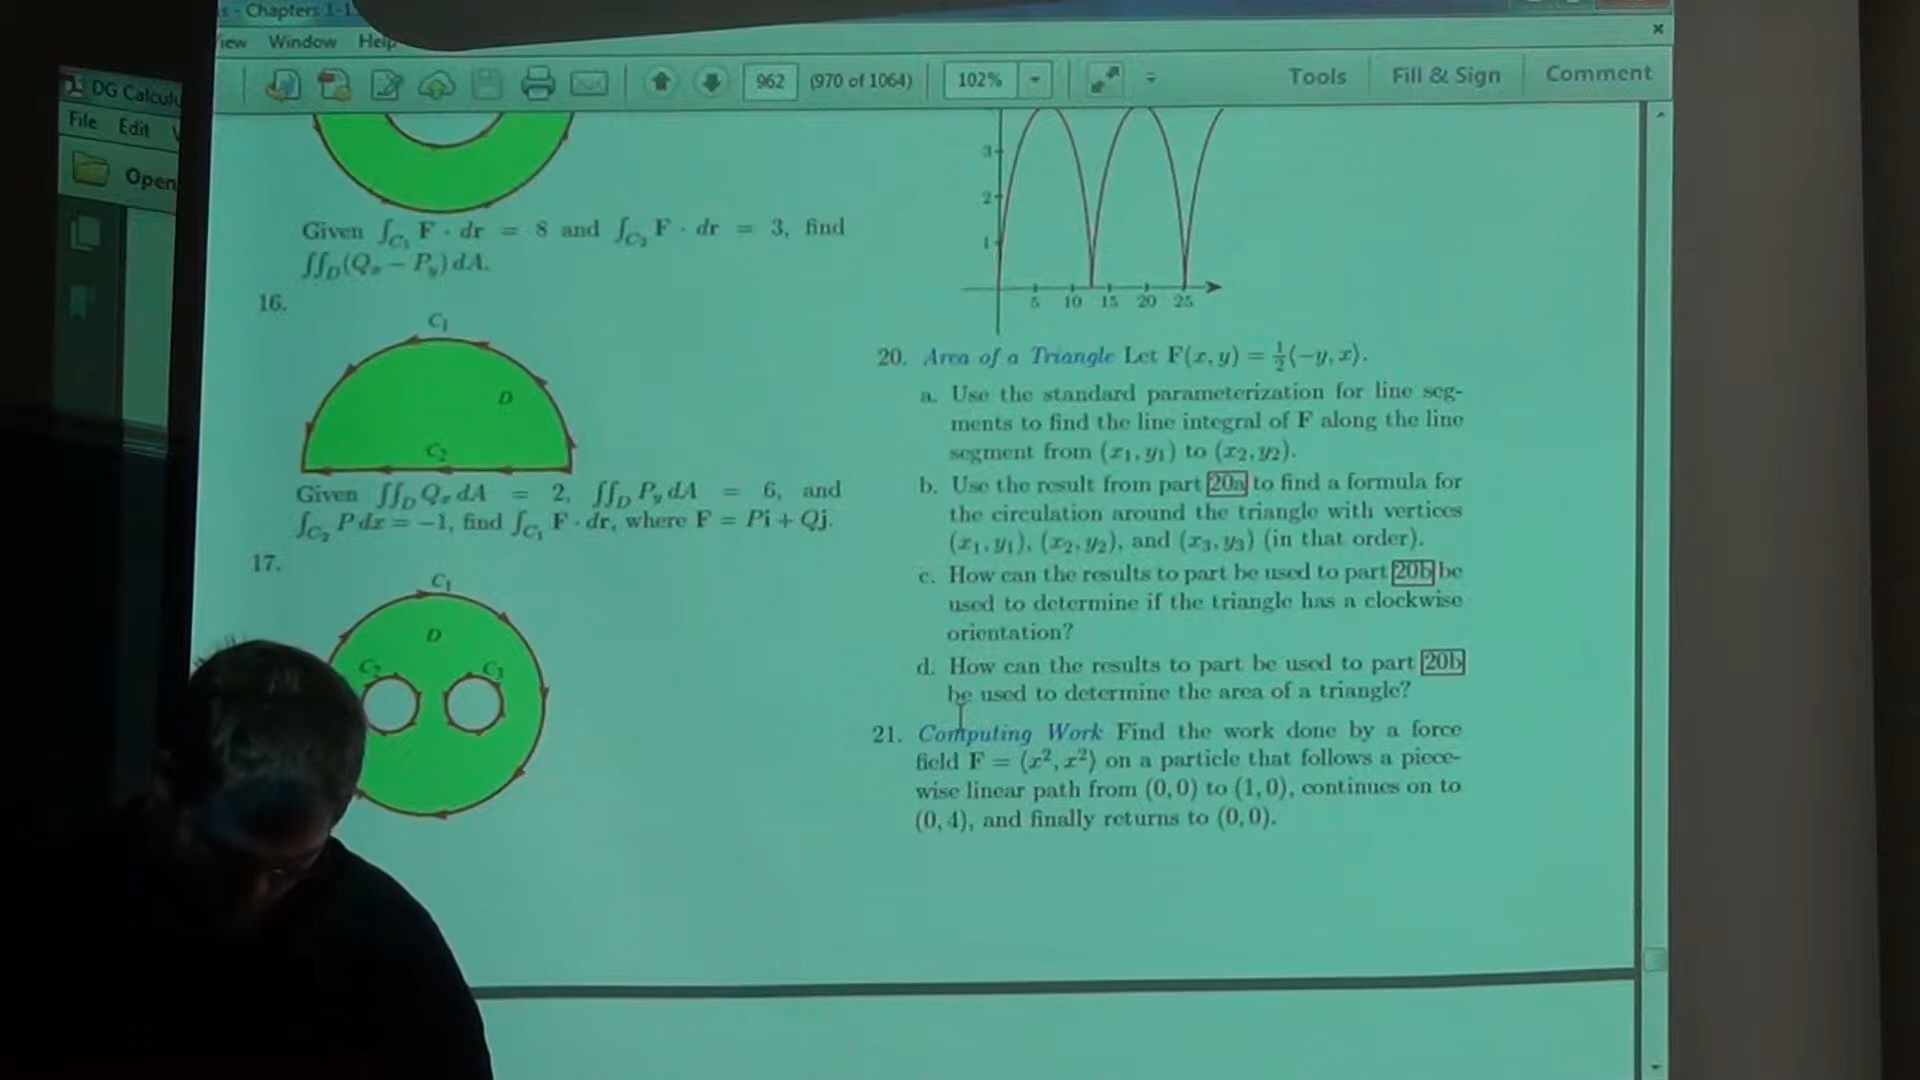 s - Chapters 1-1
iew Window Help
DG Calcul
File Edit V
Open
962 (970 of 1064) 102% Tools Fill & Sign Comment
Given ∫C₁ F · dr = 8 and ∫C₂ F · dr = 3, find
∬D(Qₓ − Pᵧ) dA.
16.
C₁
D
C₂
Given ∬D Qₓ dA = 2, ∬D Pᵧ dA = 6, and
∫C₂ P dx = −1, find ∫C₁ F · dr, where F = Pi + Qj.
17.
C₁
D
C₂ C₃
3
2
1
5 10 15 20 25
20. Area of a Triangle Let F(x, y) = ½⟨−y, x⟩.
a. Use the standard parameterization for line seg-
ments to find the line integral of F along the line
segment from (x₁, y₁) to (x₂, y₂).
b. Use the result from part 20a to find a formula for
the circulation around the triangle with vertices
(x₁, y₁), (x₂, y₂), and (x₃, y₃) (in that order).
c. How can the results to part be used to part 20b be
used to determine if the triangle has a clockwise
orientation?
d. How can the results to part be used to part 20b
be used to determine the area of a triangle?
21. Computing Work Find the work done by a force
field F = ⟨x², x²⟩ on a particle that follows a piece-
wise linear path from (0, 0) to (1, 0), continues on to
(0, 4), and finally returns to (0, 0).